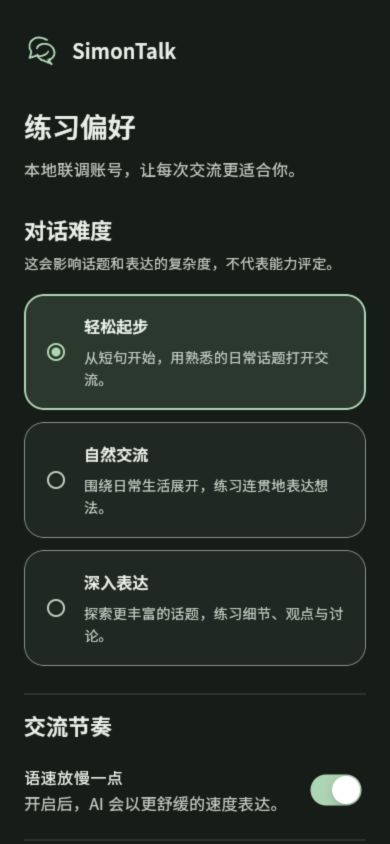 SimonTalk
练习偏好
本地联调账号，让每次交流更适合你。
对话难度
这会影响话题和表达的复杂度，不代表能力评定。
轻松起步
从短句开始，用熟悉的日常话题打开交
流。
自然交流
围绕日常生活展开，练习连贯地表达想
法。
深入表达
探索更丰富的话题，练习细节、观点与讨
论。
交流节奏
语速放慢一点
开启后，AI 会以更舒缓的速度表达。